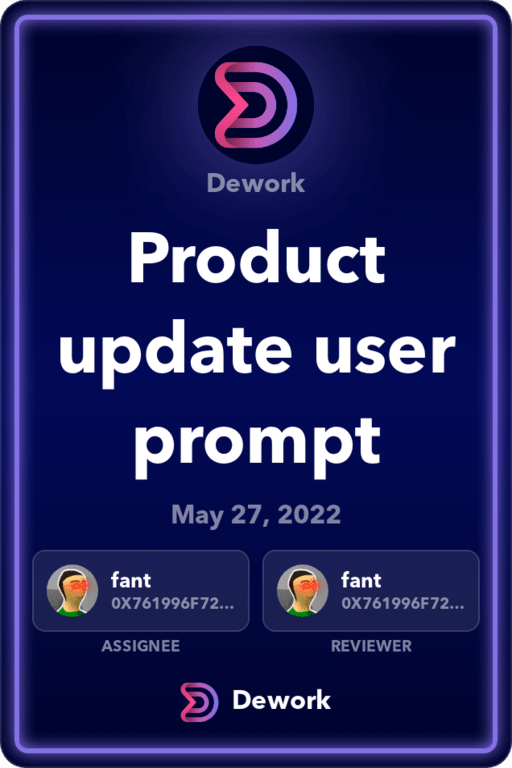 Dework
Product
update user
prompt
May 27, 2022
fant
0X761996F72...
ASSIGNEE
fant
0X761996F72...
REVIEWER
Dework